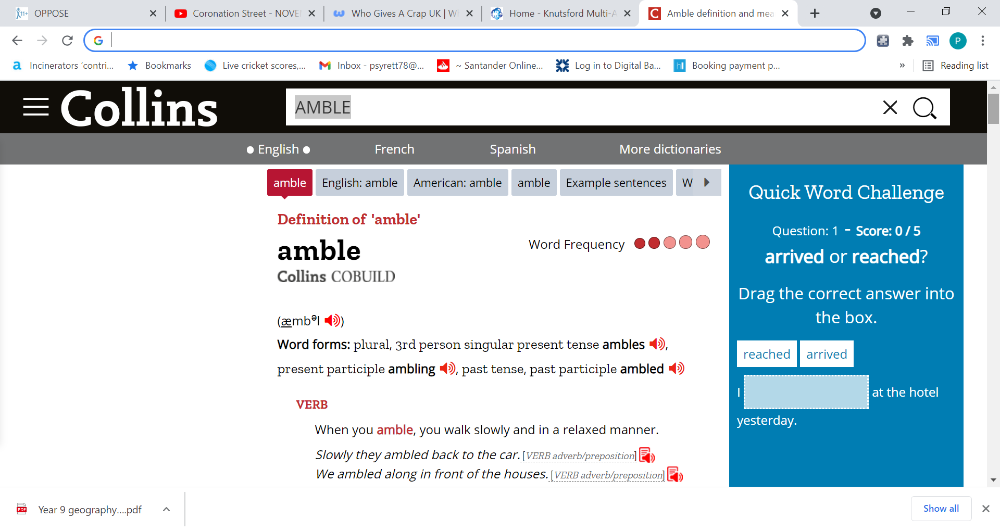 OPPOSE
Coronation Street - NOVE
Who Gives A Crap UK | W
Home - Knutsford Multi-A
Amble definition and mea
P
Incinerators ‘contri...
Bookmarks
Live cricket scores,...
Inbox - psyrett78@...
~ Santander Online...
Log in to Digital Ba...
Booking payment p...
»
Reading list
Collins
AMBLE
• English •
French
Spanish
More dictionaries
amble
English: amble
American: amble
amble
Example sentences
W
Definition of 'amble'
amble
Word Frequency
Collins COBUILD
(æmbᵊl )
Word forms: plural, 3rd person singular present tense ambles ,
present participle ambling , past tense, past participle ambled
VERB
When you amble, you walk slowly and in a relaxed manner.
Slowly they ambled back to the car. [VERB adverb/preposition]
We ambled along in front of the houses. [VERB adverb/preposition]
Quick Word Challenge
Question: 1 - Score: 0 / 5
arrived or reached?
Drag the correct answer into
the box.
reached
arrived
I at the hotel
yesterday.
PDF
Year 9 geography....pdf
Show all